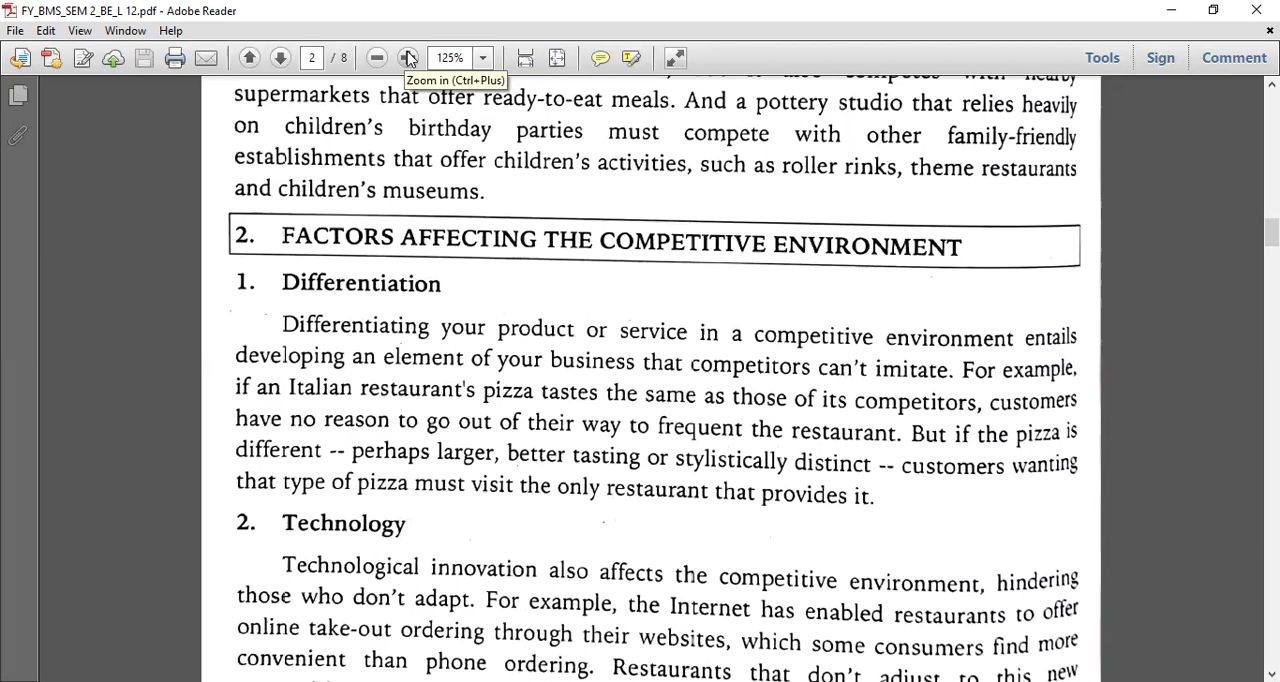 FY_BMS_SEM 2_BE_L 12.pdf - Adobe Reader
File Edit View Window Help
2 / 8 125% Tools Sign Comment
Zoom in (Ctrl+Plus)
supermarkets that offer ready-to-eat meals. And a pottery studio that relies heavily
on children's birthday parties must compete with other family-friendly
establishments that offer children's activities, such as roller rinks, theme restaurants
and children's museums.
2. FACTORS AFFECTING THE COMPETITIVE ENVIRONMENT
1. Differentiation
Differentiating your product or service in a competitive environment entails
developing an element of your business that competitors can't imitate. For example,
if an Italian restaurant's pizza tastes the same as those of its competitors, customers
have no reason to go out of their way to frequent the restaurant. But if the pizza is
different -- perhaps larger, better tasting or stylistically distinct -- customers wanting
that type of pizza must visit the only restaurant that provides it.
2. Technology
Technological innovation also affects the competitive environment, hindering
those who don't adapt. For example, the Internet has enabled restaurants to offer
online take-out ordering through their websites, which some consumers find more
convenient than phone ordering. Restaurants that don't adjust to this new